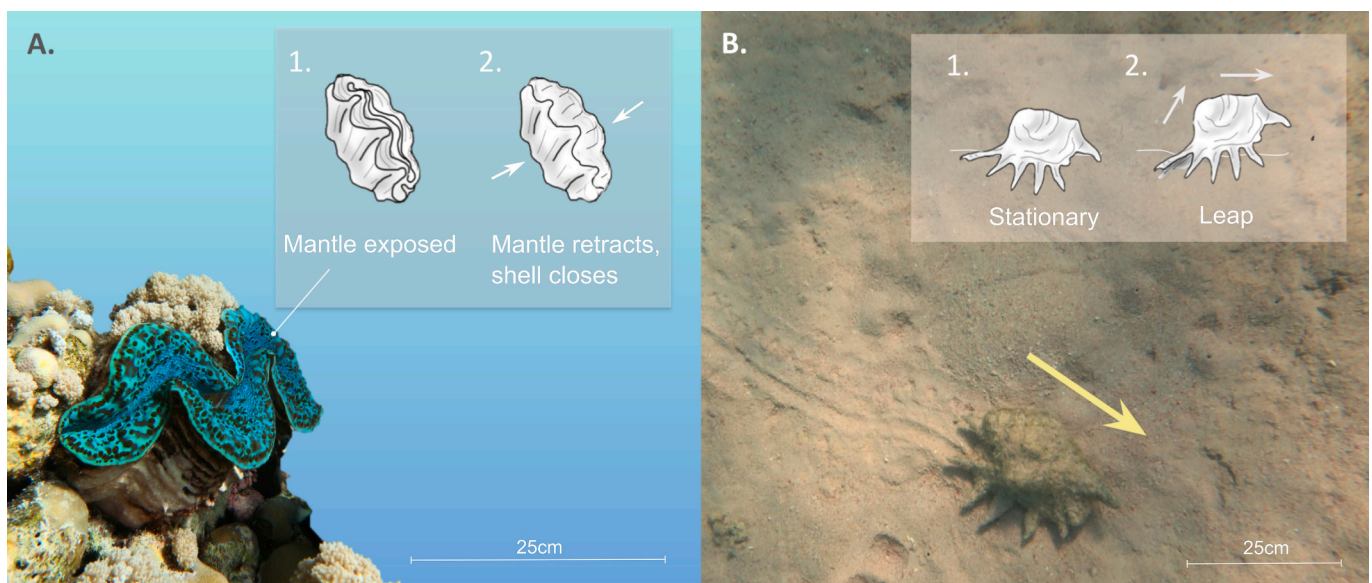 A.
1.
2.
Mantle exposed
Mantle retracts,
shell closes
25cm
B.
1.
2.
Stationary
Leap
25cm